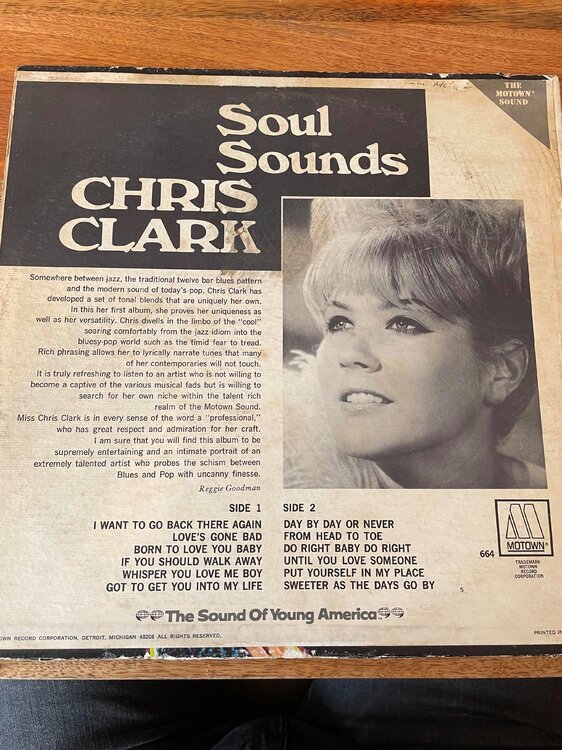 THE
MOTOWN®
SOUND
Soul
Sounds
CHRIS
CLARK
Somewhere between jazz, the traditional twelve bar blues pattern
and the modern sound of today's pop, Chris Clark has
developed a set of tonal blends that are uniquely her own.
In this her first album, she proves her uniqueness as
well as her versatility. Chris dwells in the limbo of the "cool"
soaring comfortably from the jazz idiom into the
bluesy-pop world such as the timid fear to tread.
Rich phrasing allows her to lyrically narrate tunes that many
of her contemporaries will not touch.
It is truly refreshing to listen to an artist who is not willing to
become a captive of the various musical fads but is willing to
search for her own niche within the talent rich
realm of the Motown Sound.
Miss Chris Clark is in every sense of the word a "professional,"
who has great respect and admiration for her craft.
I am sure that you will find this album to be
supremely entertaining and an intimate portrait of an
extremely talented artist who probes the schism between
Blues and Pop with uncanny finesse.
Reggie Goodman
SIDE 1
I WANT TO GO BACK THERE AGAIN
LOVE'S GONE BAD
BORN TO LOVE YOU BABY
IF YOU SHOULD WALK AWAY
WHISPER YOU LOVE ME BOY
GOT TO GET YOU INTO MY LIFE
SIDE 2
DAY BY DAY OR NEVER
FROM HEAD TO TOE
DO RIGHT BABY DO RIGHT
UNTIL YOU LOVE SOMEONE
PUT YOURSELF IN MY PLACE
SWEETER AS THE DAYS GO BY
5
664
MOTOWN®
TRADEMARK
MOTOWN
RECORD
CORPORATION
The Sound Of Young America
RECORD CORPORATION, DETROIT, MICHIGAN 48208 ALL RIGHTS RESERVED,
PRINTED IN